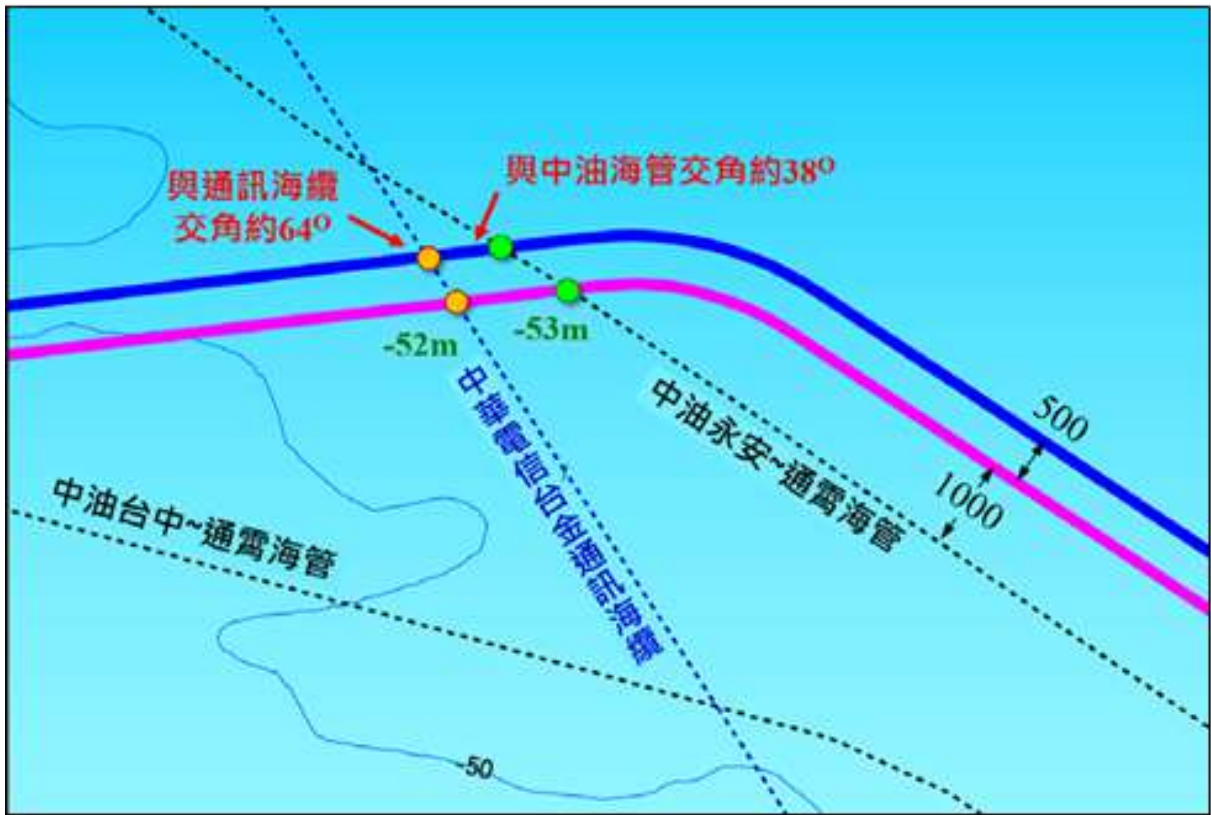 與中油海管交角約38O
與通訊海纜
交角約64O
-52m
-53m
中華電信台金通訊海纜
中油永安~通霄海管
500
1000
中油台中~通霄海管
-50